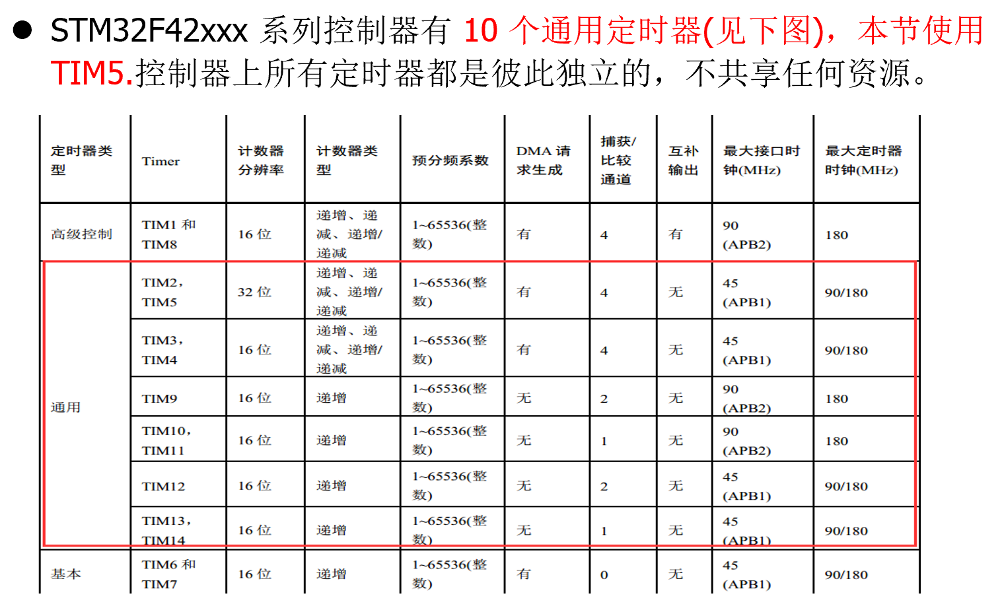 ● STM32F42xxx 系列控制器有 10 个通用定时器(见下图)，本节使用
TIM5.控制器上所有定时器都是彼此独立的，不共享任何资源。
定时器类型 Timer 计数器分辨率 计数器类型 预分频系数 DMA 请求生成 捕获/比较通道 互补输出 最大接口时钟(MHz) 最大定时器时钟(MHz)
高级控制 TIM1 和 TIM8 16 位 递增、递减、递增/递减 1~65536(整数) 有 4 有 90 (APB2) 180
通用 TIM2，TIM5 32 位 递增、递减、递增/递减 1~65536(整数) 有 4 无 45 (APB1) 90/180
TIM3，TIM4 16 位 递增、递减、递增/递减 1~65536(整数) 有 4 无 45 (APB1) 90/180
TIM9 16 位 递增 1~65536(整数) 无 2 无 90 (APB2) 180
TIM10，TIM11 16 位 递增 1~65536(整数) 无 1 无 90 (APB2) 180
TIM12 16 位 递增 1~65536(整数) 无 2 无 45 (APB1) 90/180
TIM13，TIM14 16 位 递增 1~65536(整数) 无 1 无 45 (APB1) 90/180
基本 TIM6 和 TIM7 16 位 递增 1~65536(整数) 有 0 无 45 (APB1) 90/180